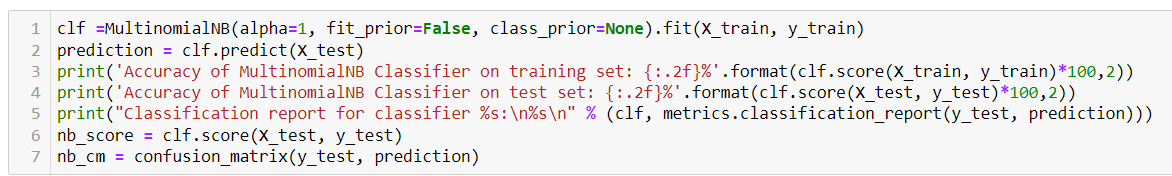 1 clf =MultinomialNB(alpha=1, fit_prior=False, class_prior=None).fit(X_train, y_train)
2 prediction = clf.predict(X_test)
3 print('Accuracy of MultinomialNB Classifier on training set: {:.2f}%'.format(clf.score(X_train, y_train)*100,2))
4 print('Accuracy of MultinomialNB Classifier on test set: {:.2f}%'.format(clf.score(X_test, y_test)*100,2))
5 print("Classification report for classifier %s:\n%s\n" % (clf, metrics.classification_report(y_test, prediction)))
6 nb_score = clf.score(X_test, y_test)
7 nb_cm = confusion_matrix(y_test, prediction)